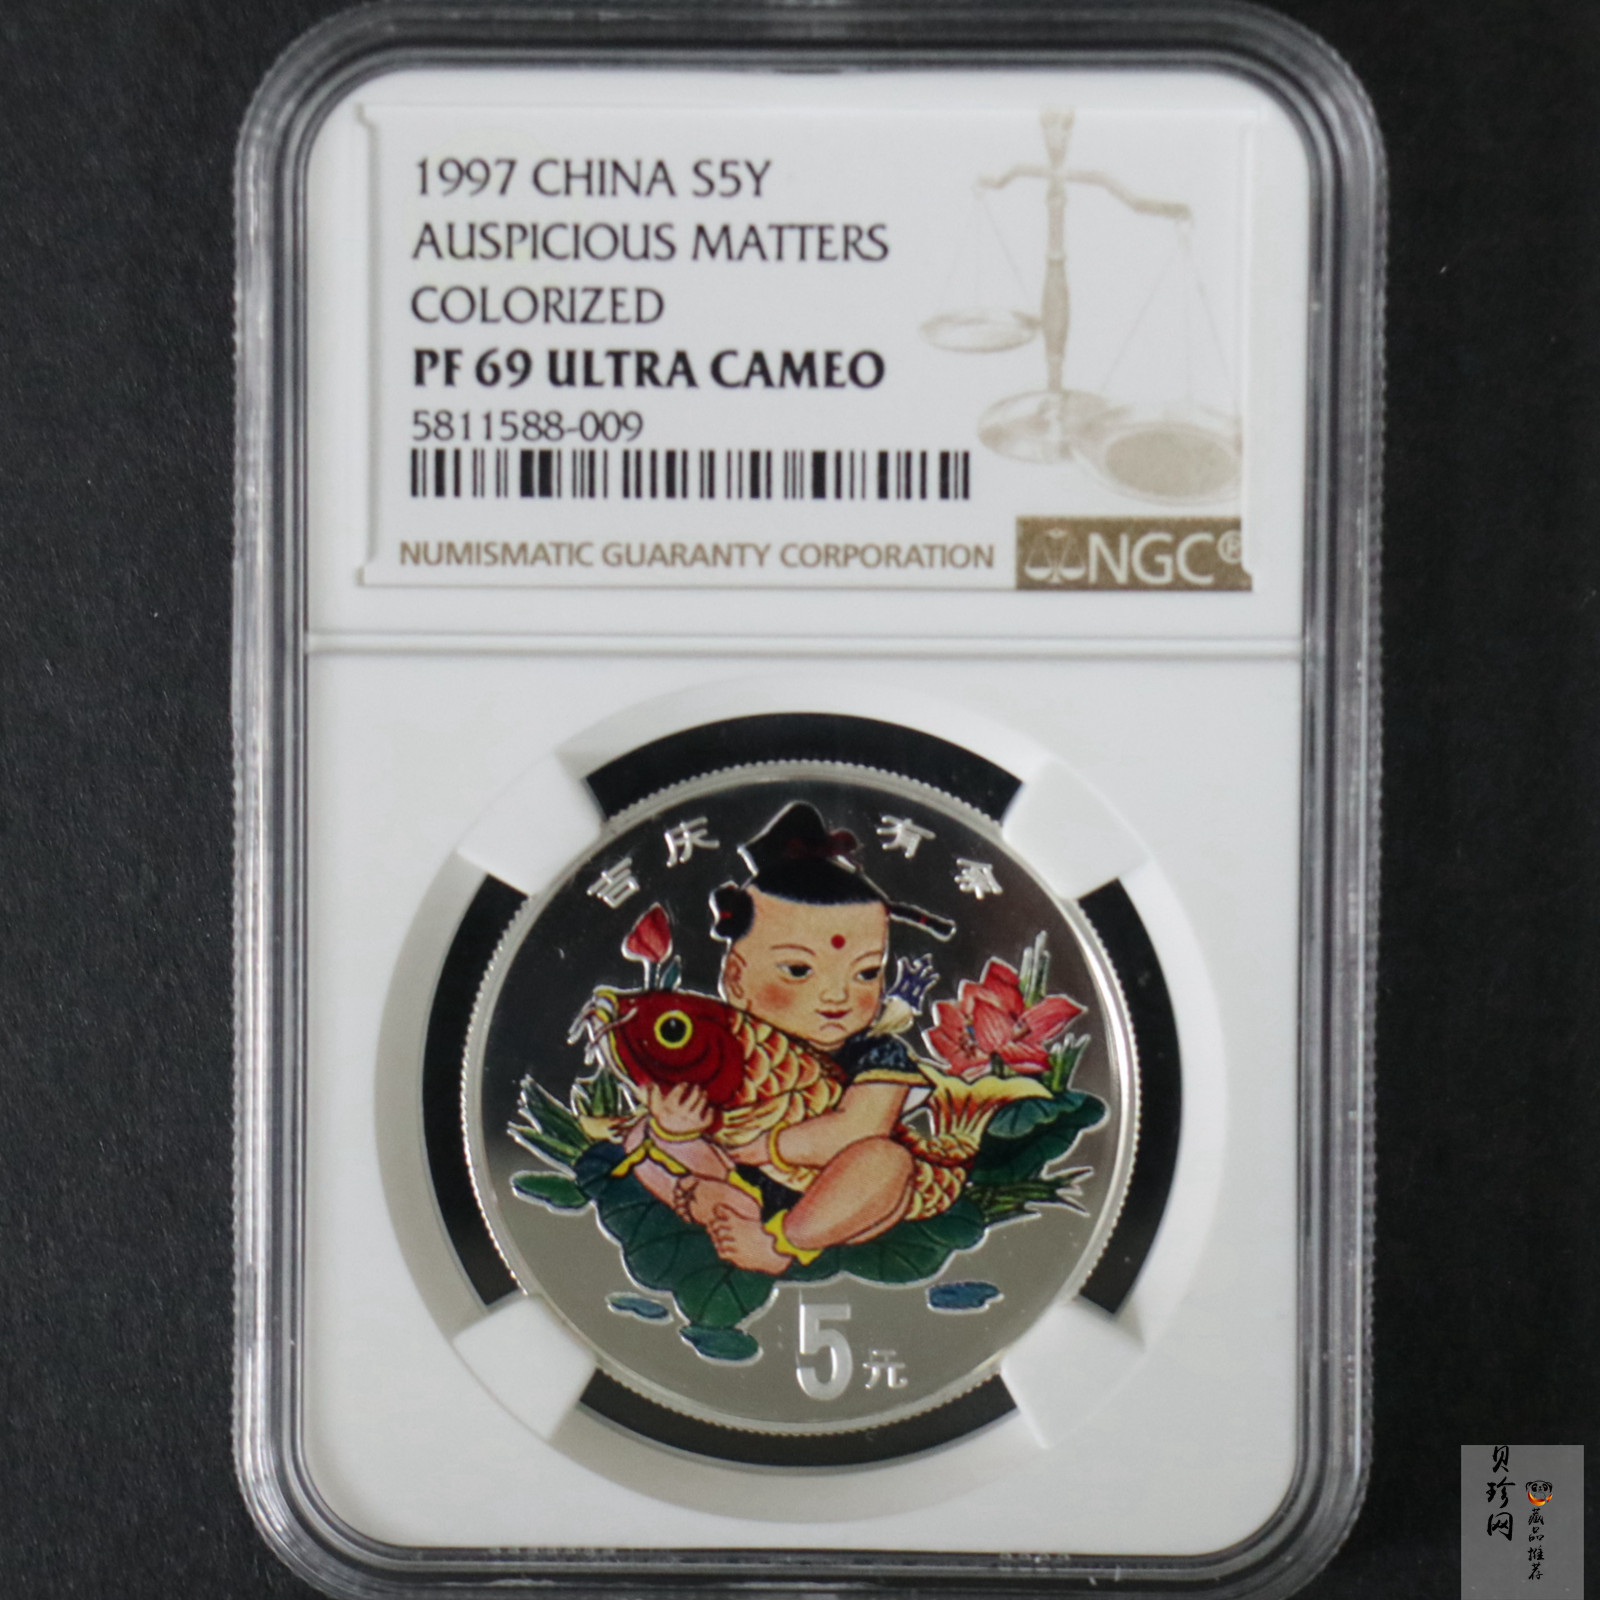 1997 CHINA S5Y
AUSPICIOUS MATTERS
COLORIZED
PF 69 ULTRA CAMEO
5811588-009
NUMISMATIC GUARANTY CORPORATION
NGC®
吉庆有余
5元
贝珍网
藏品推荐